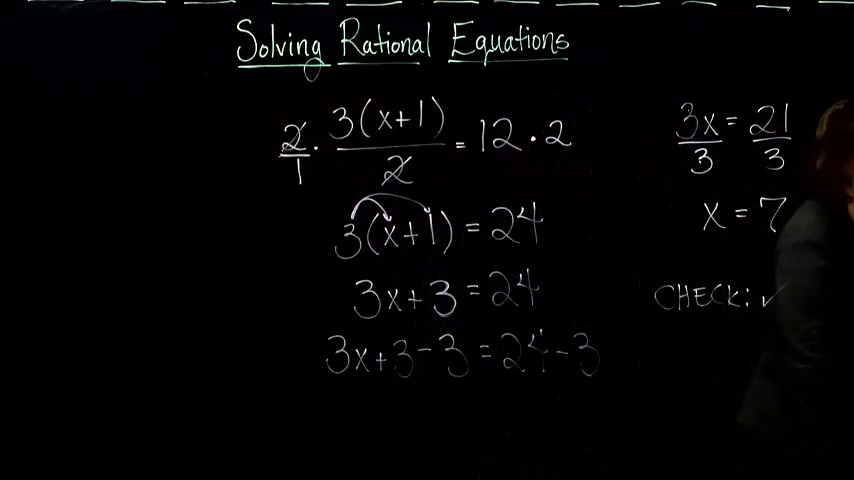 Solving Rational Equations
2/1 · 3(x+1)/2 = 12 · 2
3(x+1) = 24
3x+3 = 24
3x+3-3 = 24-3
3x/3 = 21/3
x = 7
CHECK: ✓